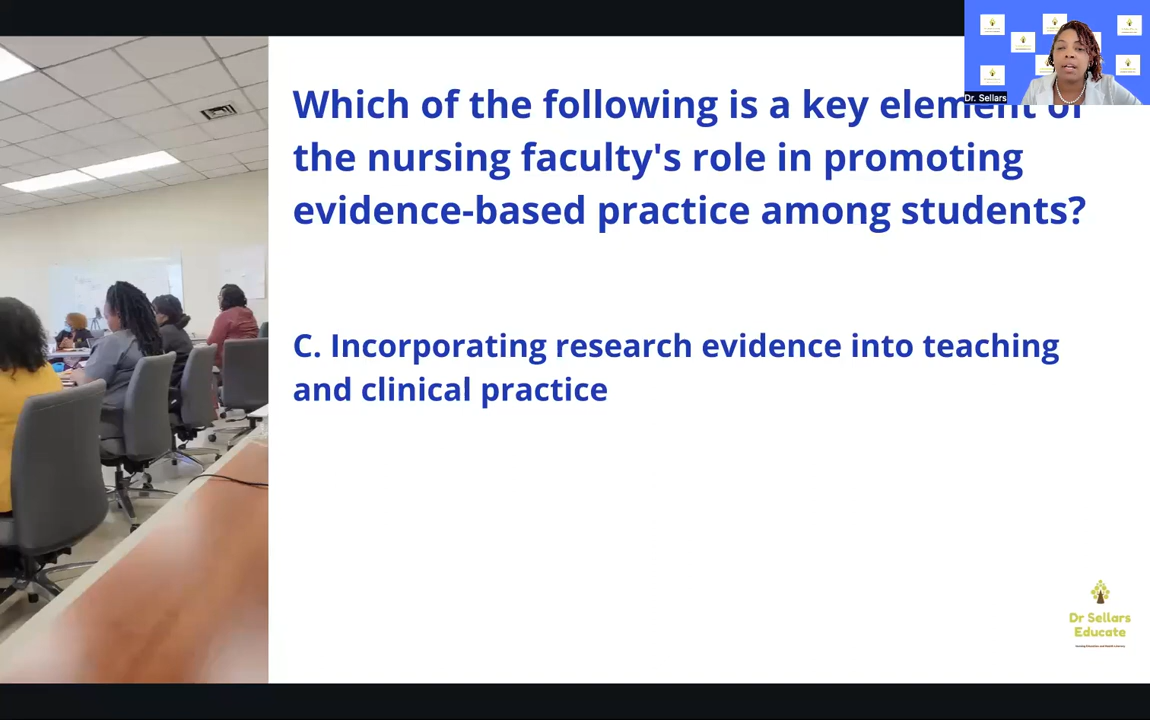 Which of the following is a key element of
the nursing faculty's role in promoting
evidence-based practice among students?
C. Incorporating research evidence into teaching
and clinical practice
Dr. Sellars
Dr Sellars
Educate